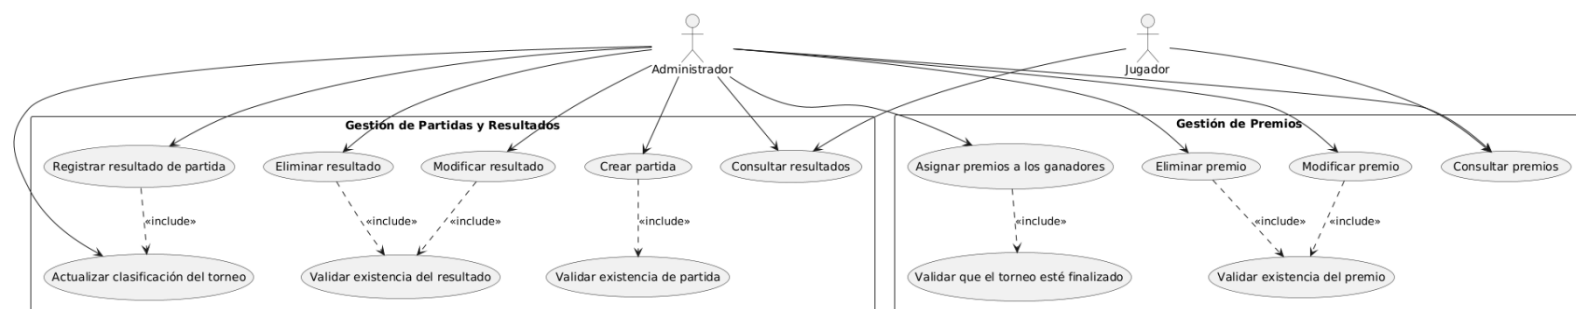 Administrador
Jugador
Gestión de Partidas y Resultados
Gestión de Premios
Registrar resultado de partida
Eliminar resultado
Modificar resultado
Crear partida
Consultar resultados
Asignar premios a los ganadores
Eliminar premio
Modificar premio
Consultar premios
«include»
«include»
«include»
«include»
«include»
«include»
«include»
Actualizar clasificación del torneo
Validar existencia del resultado
Validar existencia de partida
Validar que el torneo esté finalizado
Validar existencia del premio